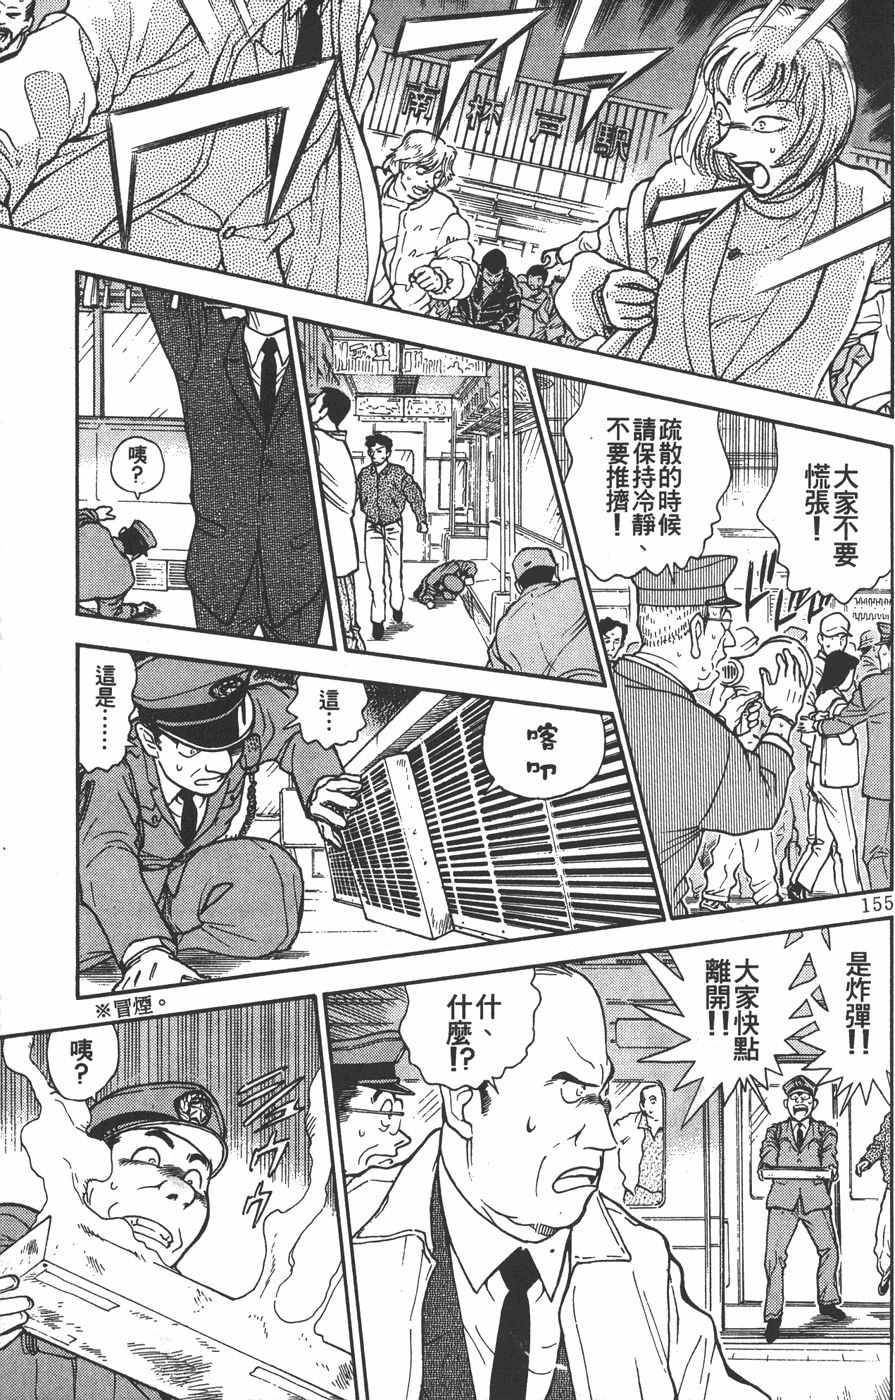 南杯戸駅
大家不要
慌張！
疏散的時候
請保持冷靜、
不要推擠！
咦？
喀叩
這⋯
這是⋯⋯
155
是炸彈!!
大家快點
離開!!
什、
什麼!?
※冒煙。
咦？